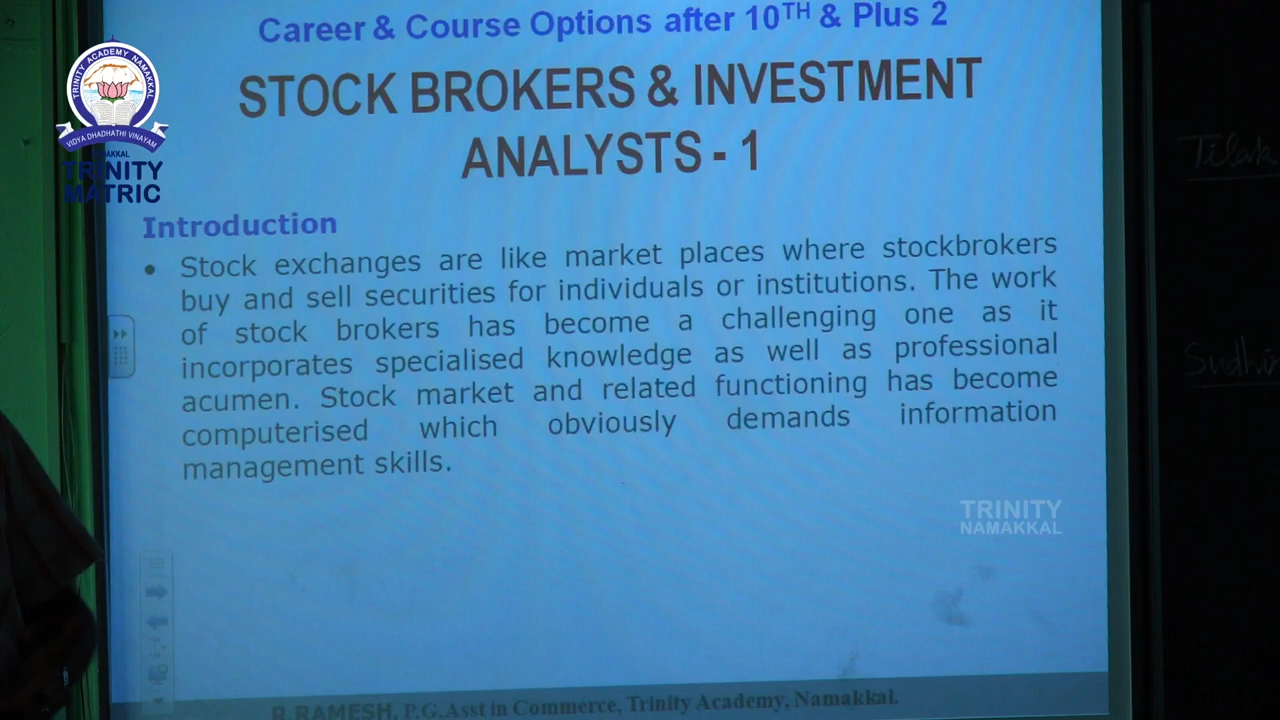 Career & Course Options after 10TH & Plus 2
STOCK BROKERS & INVESTMENT
ANALYSTS - 1
TRINITY ACADEMY NAMAKKAL
VIDYA DHADHATHI VINAYAM
TRINITY
MATRIC
Introduction
• Stock exchanges are like market places where stockbrokers
buy and sell securities for individuals or institutions. The work
of stock brokers has become a challenging one as it
incorporates specialised knowledge as well as professional
acumen. Stock market and related functioning has become
computerised which obviously demands information
management skills.
TRINITY
NAMAKKAL
R.RAMESH, P.G.Asst in Commerce, Trinity Academy, Namakkal.
Tilak